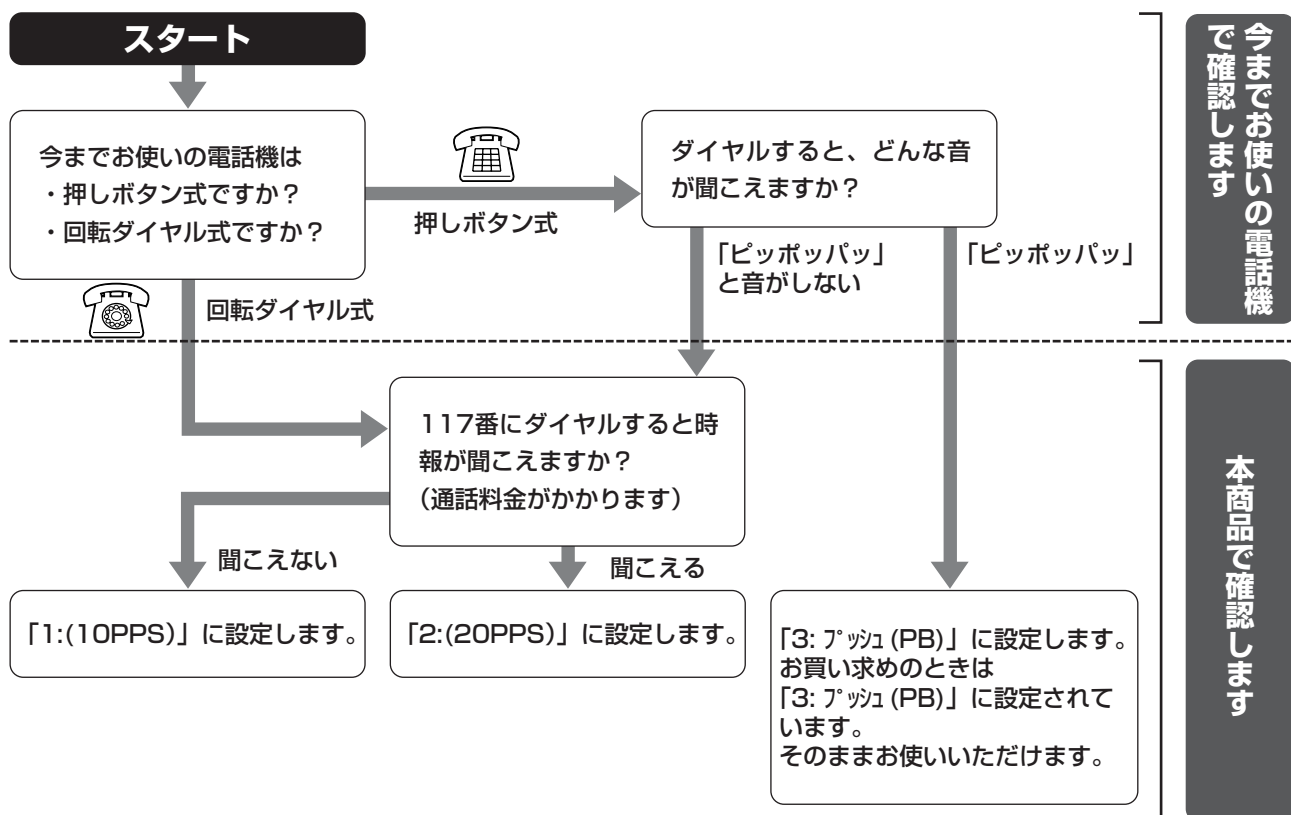 スタート
今までお使いの電話機は
・押しボタン式ですか？
・回転ダイヤル式ですか？
押しボタン式
ダイヤルすると、どんな音
が聞こえますか？
「ピッポッパッ」
と音がしない
「ピッポッパッ」
回転ダイヤル式
今までお使いの電話機
で確認します
117番にダイヤルすると時
報が聞こえますか？
（通話料金がかかります）
聞こえない
聞こえる
「1:(10PPS)」に設定します。
「2:(20PPS)」に設定します。
「3: ﾌﾟｯｼｭ (PB)」に設定します。
お買い求めのときは
「3: ﾌﾟｯｼｭ (PB)」に設定されて
います。
そのままお使いいただけます。
本商品で確認します